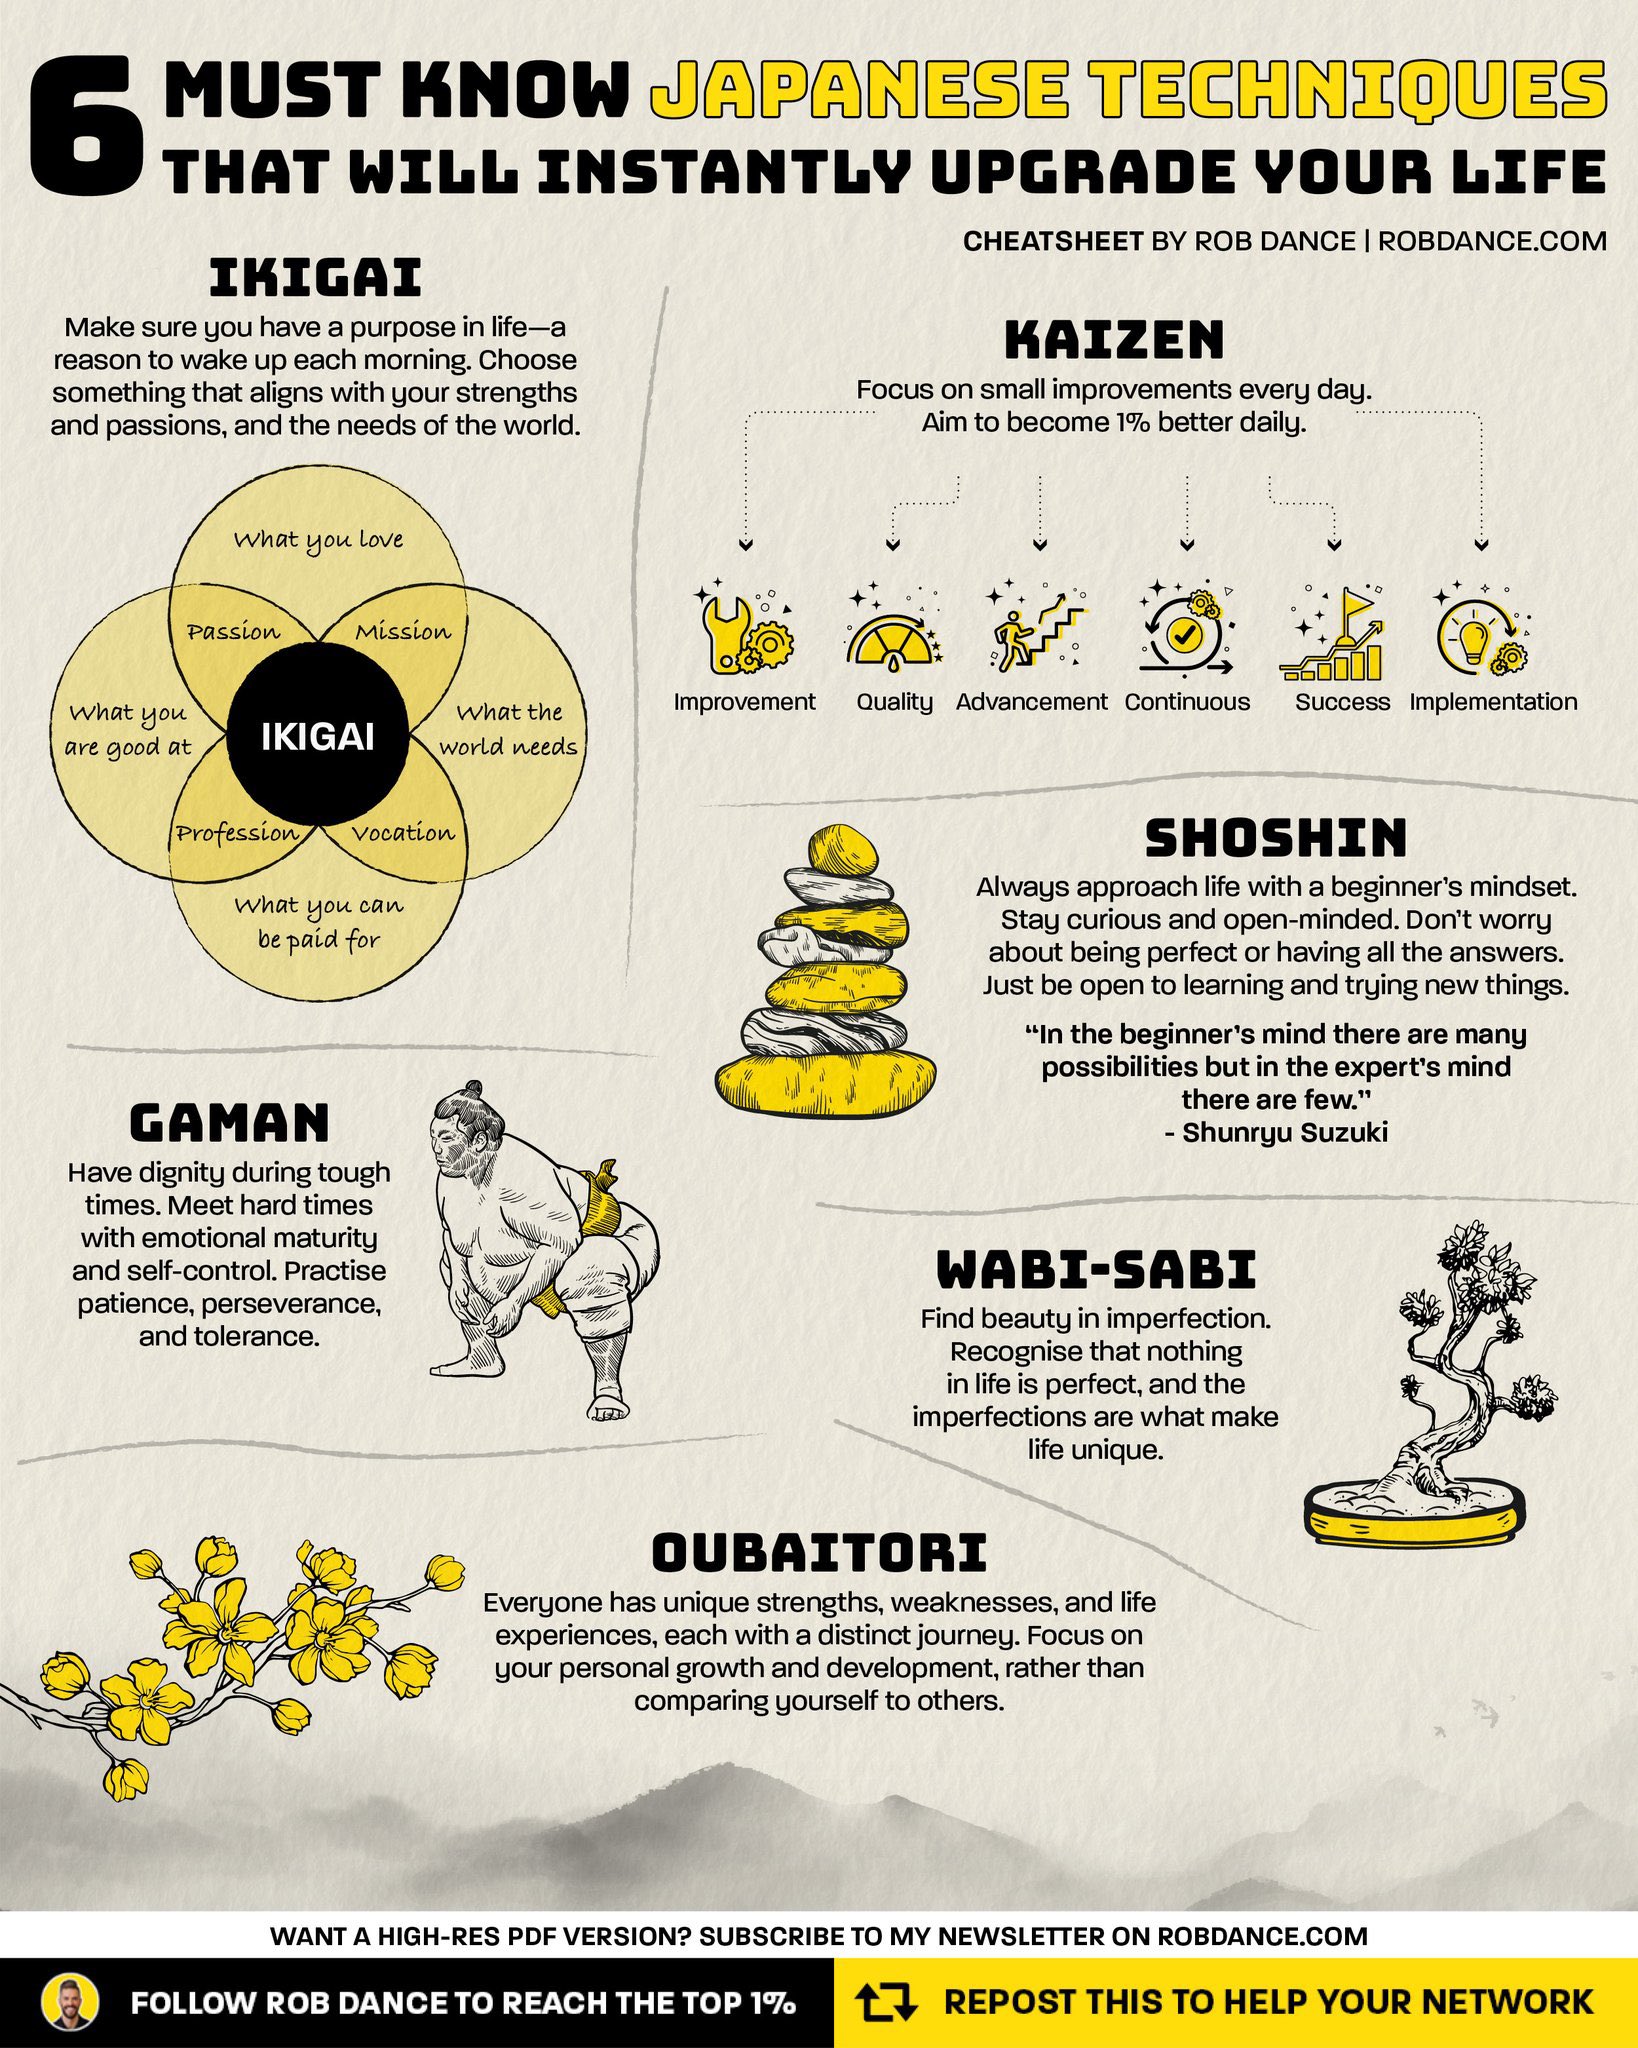 6 MUST KNOW JAPANESE TECHNIQUES
THAT WILL INSTANTLY UPGRADE YOUR LIFE
CHEATSHEET BY ROB DANCE | ROBDANCE.COM
IKIGAI
Make sure you have a purpose in life—a
reason to wake up each morning. Choose
something that aligns with your strengths
and passions, and the needs of the world.
What you love
Passion
Mission
What you
are good at
IKIGAI
What the
world needs
Profession
Vocation
What you can
be paid for
KAIZEN
Focus on small improvements every day.
Aim to become 1% better daily.
Improvement
Quality
Advancement
Continuous
Success
Implementation
SHOSHIN
Always approach life with a beginner's mindset.
Stay curious and open-minded. Don't worry
about being perfect or having all the answers.
Just be open to learning and trying new things.
“In the beginner's mind there are many
possibilities but in the expert's mind
there are few.”
- Shunryu Suzuki
GAMAN
Have dignity during tough
times. Meet hard times
with emotional maturity
and self-control. Practise
patience, perseverance,
and tolerance.
WABI-SABI
Find beauty in imperfection.
Recognise that nothing
in life is perfect, and the
imperfections are what make
life unique.
OUBAITORI
Everyone has unique strengths, weaknesses, and life
experiences, each with a distinct journey. Focus on
your personal growth and development, rather than
comparing yourself to others.
WANT A HIGH-RES PDF VERSION? SUBSCRIBE TO MY NEWSLETTER ON ROBDANCE.COM
FOLLOW ROB DANCE TO REACH THE TOP 1%
REPOST THIS TO HELP YOUR NETWORK